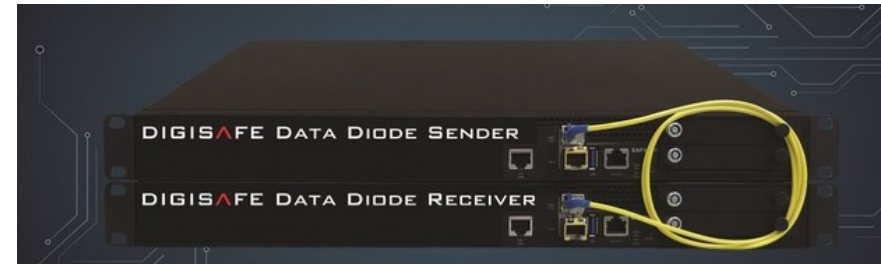 DIGISAFE DATA DIODE SENDER
DIGISAFE DATA DIODE RECEIVER